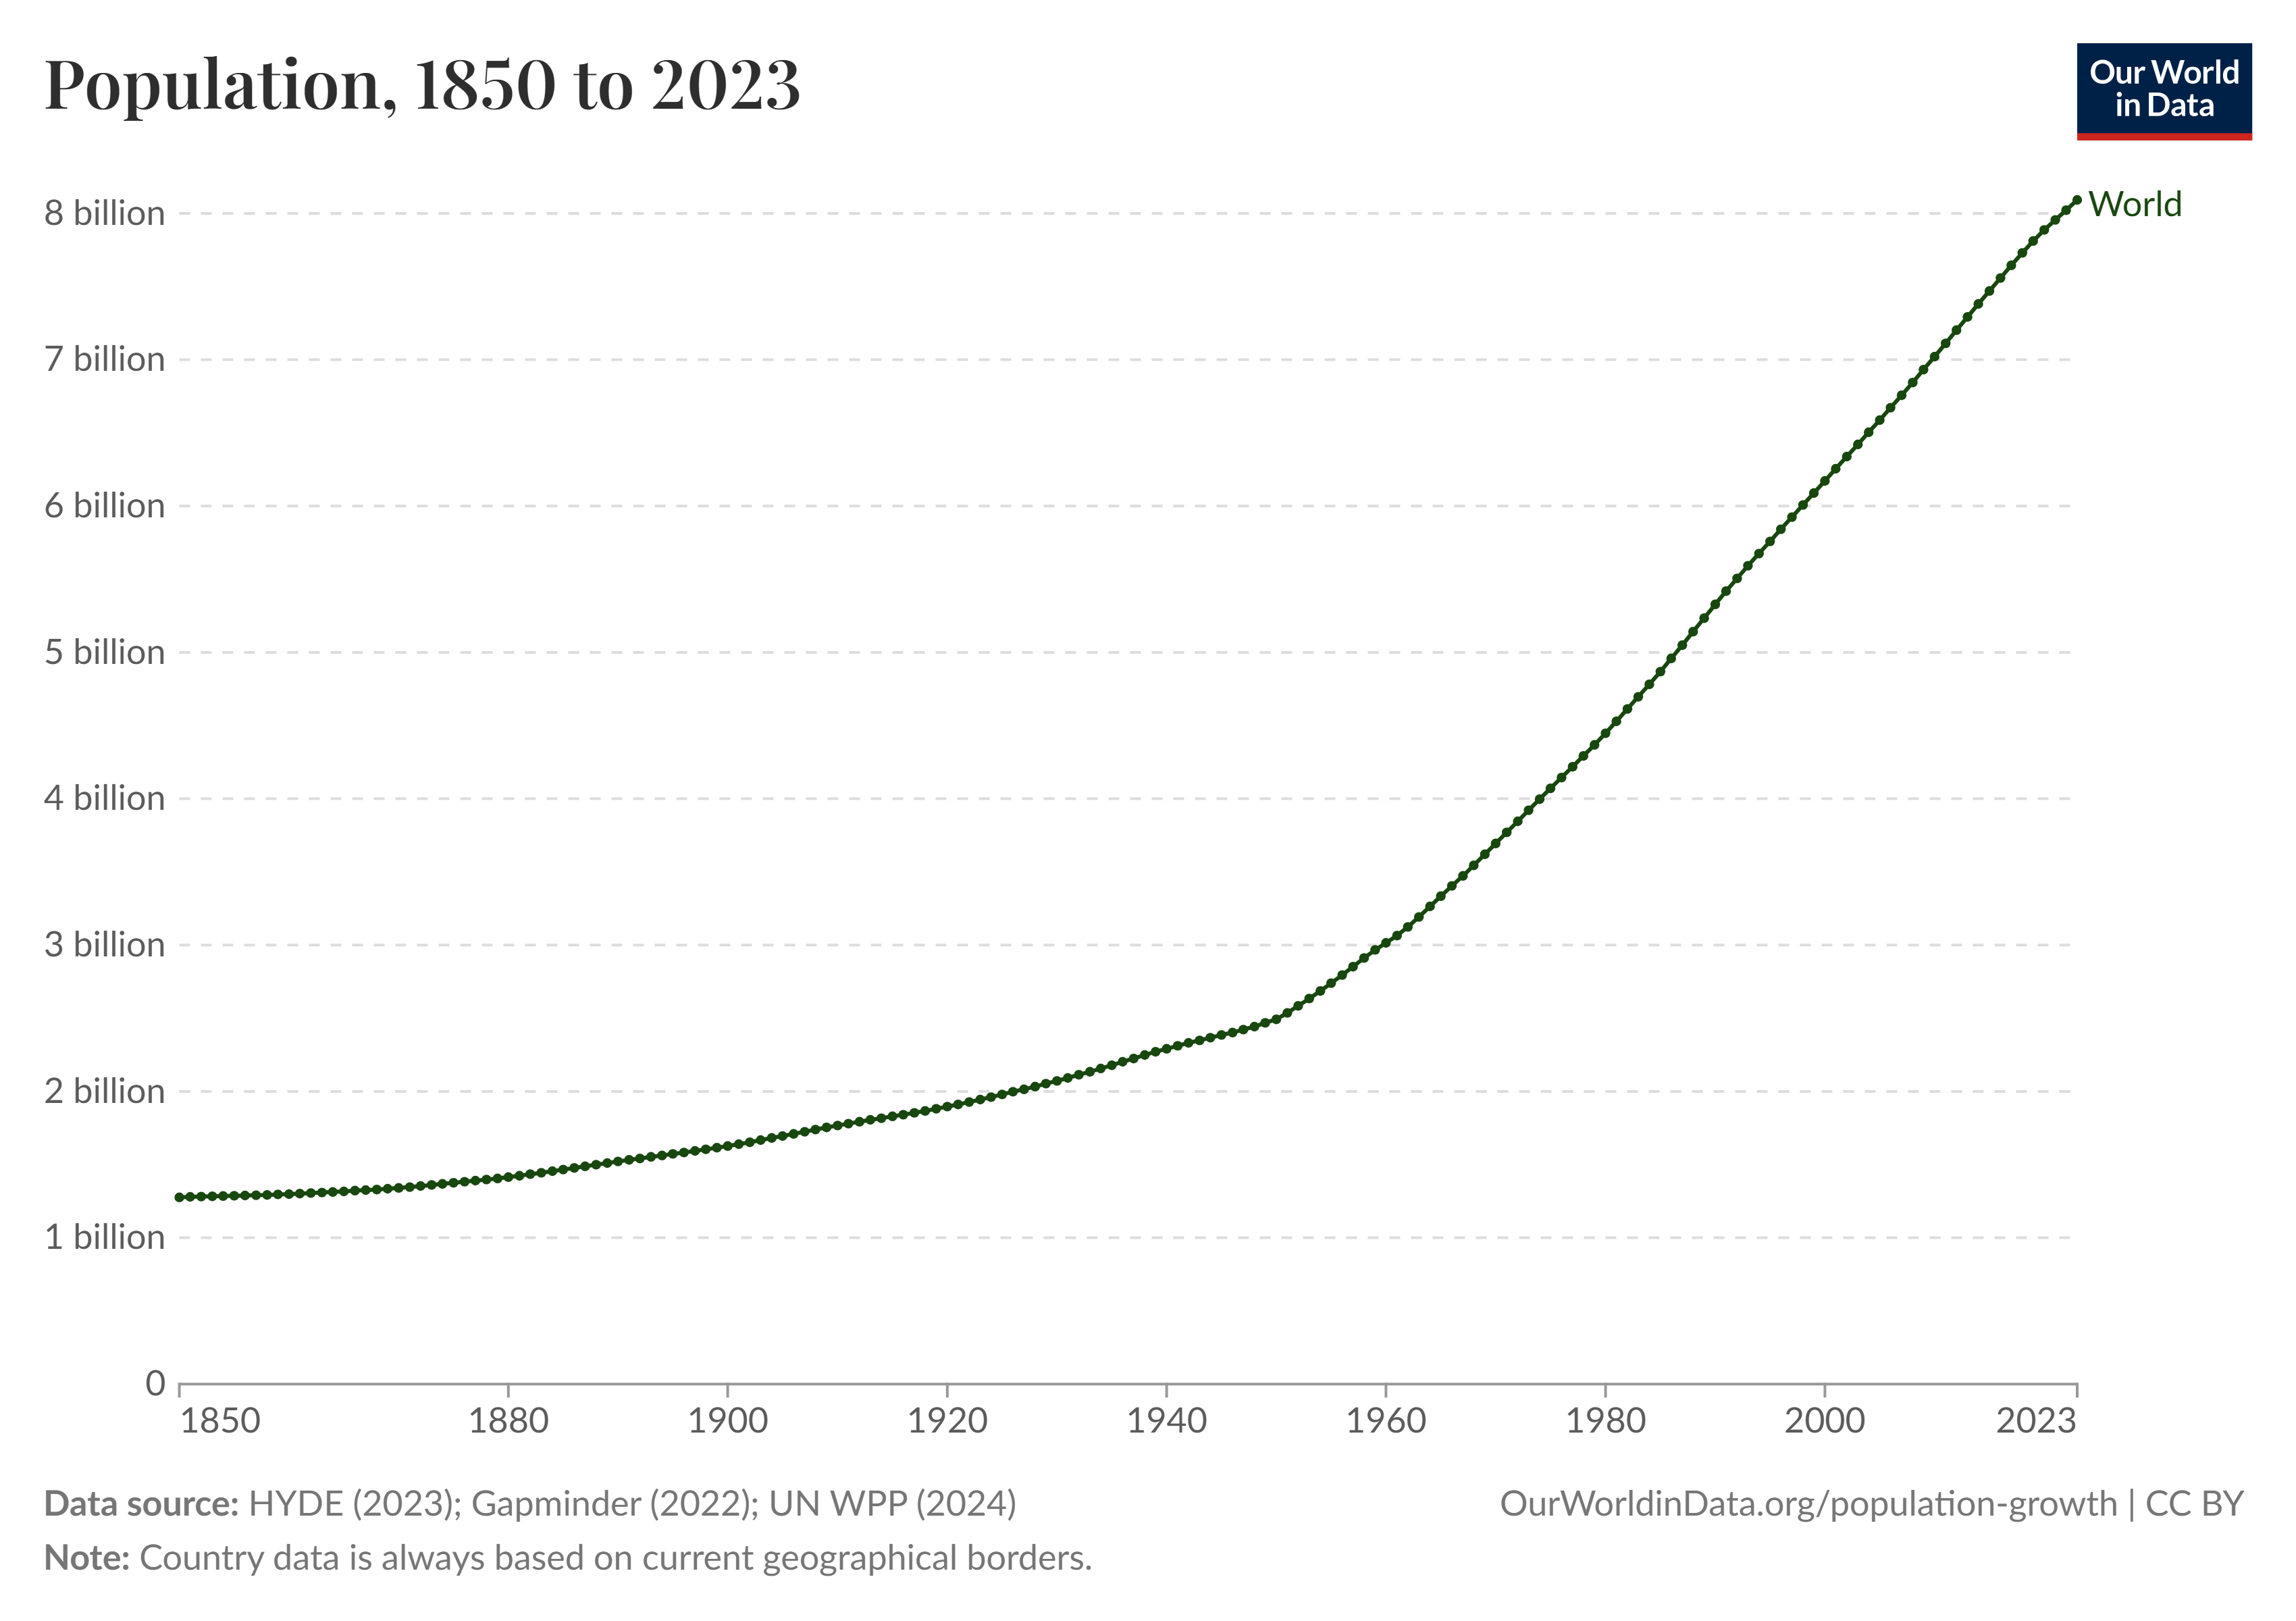 Population, 1850 to 2023
Our World
in Data
8 billion
World
7 billion
6 billion
5 billion
4 billion
3 billion
2 billion
1 billion
0
1850 1880 1900 1920 1940 1960 1980 2000 2023
Data source: HYDE (2023); Gapminder (2022); UN WPP (2024)
OurWorldinData.org/population-growth | CC BY
Note: Country data is always based on current geographical borders.